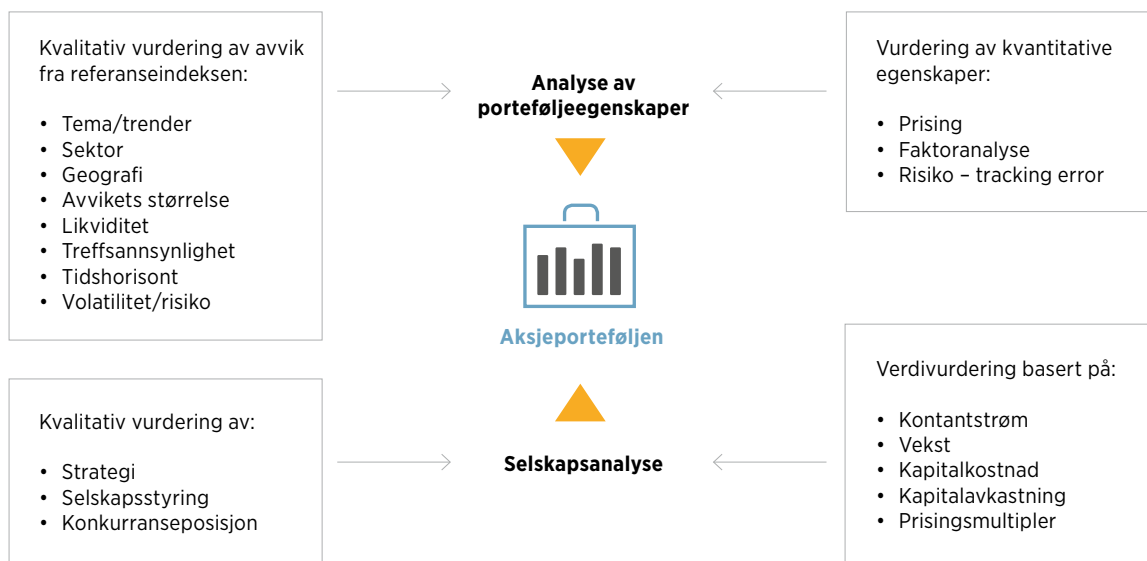 Kvalitativ vurdering av avvik
fra referanseindeksen:
• Tema/trender
• Sektor
• Geografi
• Avvikets størrelse
• Likviditet
• Treffsannsynlighet
• Tidshorisont
• Volatilitet/risiko
Analyse av
porteføljeegenskaper
Vurdering av kvantitative
egenskaper:
• Prising
• Faktoranalyse
• Risiko – tracking error
Aksjeporteføljen
Kvalitativ vurdering av:
• Strategi
• Selskapsstyring
• Konkurranseposisjon
Selskapsanalyse
Verdivurdering basert på:
• Kontantstrøm
• Vekst
• Kapitalkostnad
• Kapitalavkastning
• Prisingsmultipler